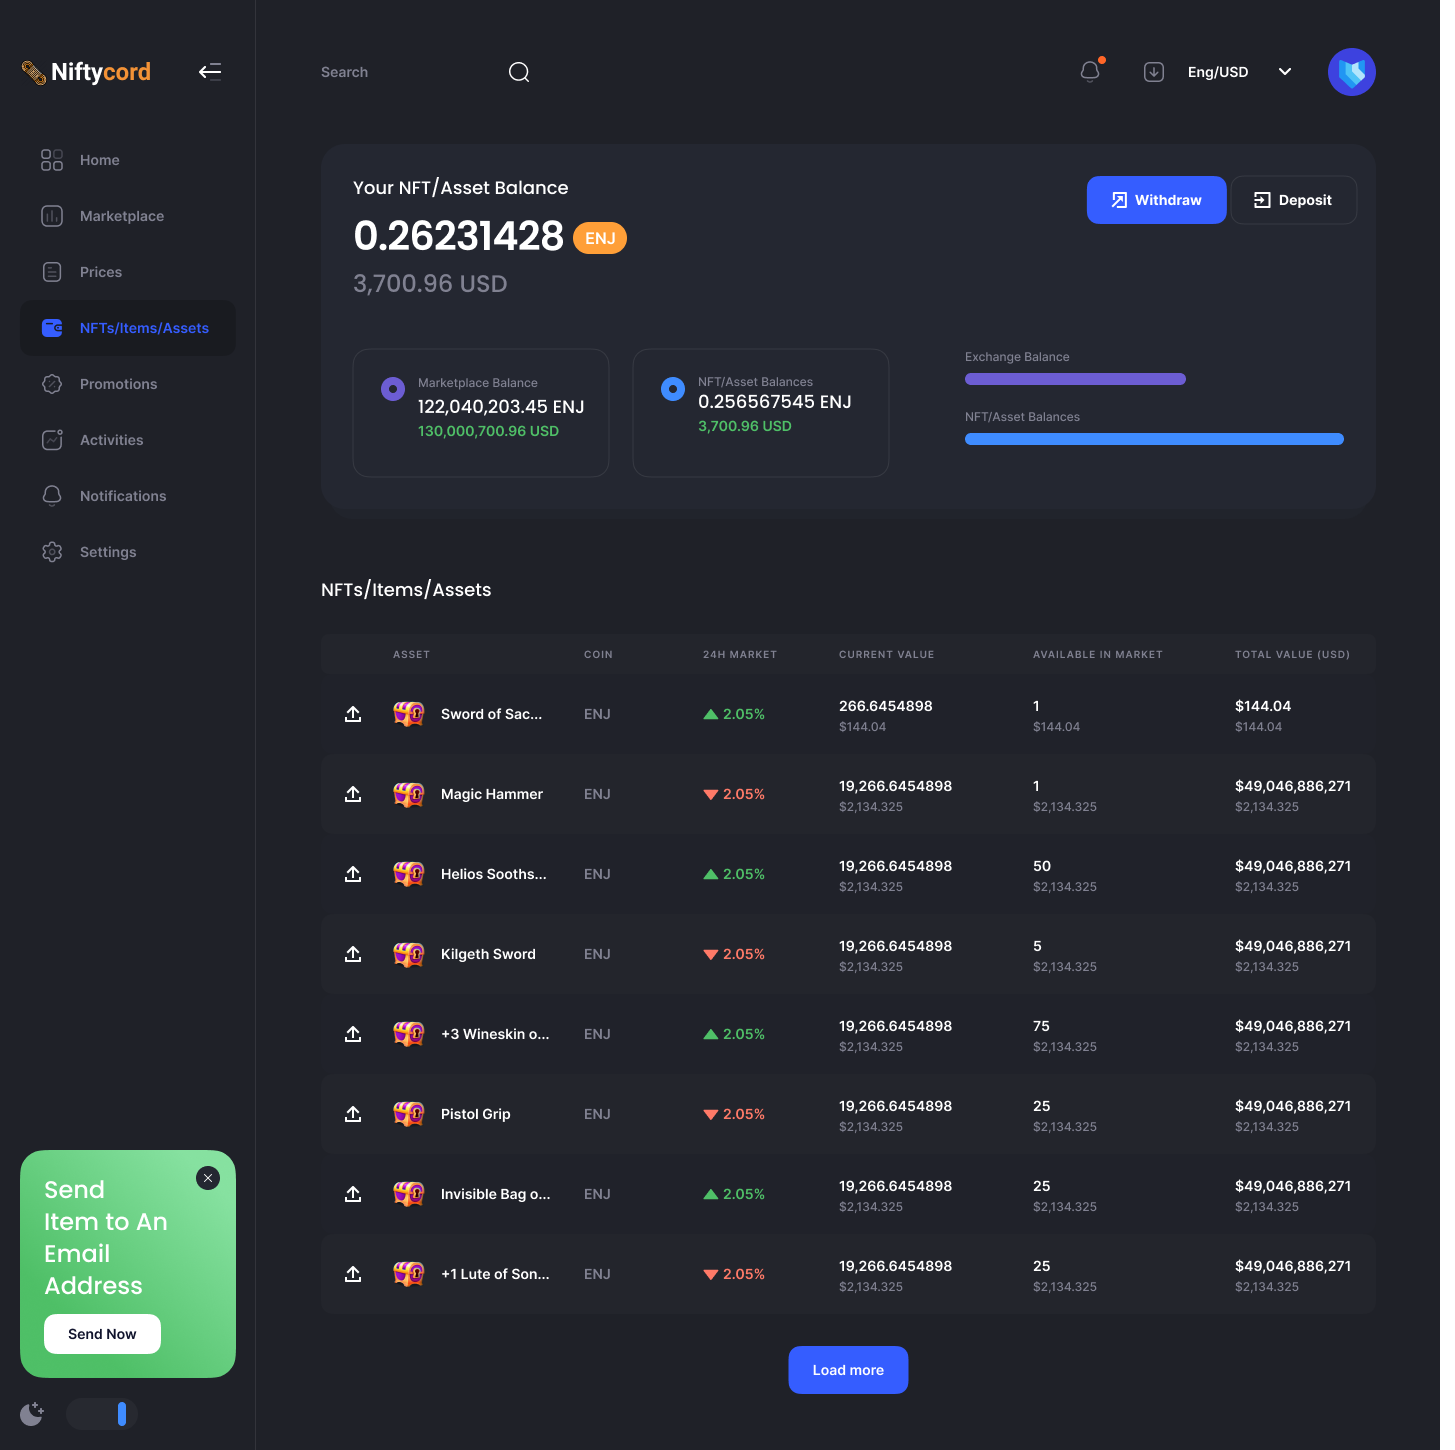 Niftycord
Search
Eng/USD
Home
Marketplace
Prices
NFTs/Items/Assets
Promotions
Activities
Notifications
Settings
Send
Item to An
Email
Address
Send Now
Your NFT/Asset Balance
0.26231428 ENJ
3,700.96 USD
Withdraw
Deposit
Marketplace Balance
122,040,203.45 ENJ
130,000,700.96 USD
NFT/Asset Balances
0.256567545 ENJ
3,700.96 USD
Exchange Balance
NFT/Asset Balances
NFTs/Items/Assets
ASSET COIN 24H MARKET CURRENT VALUE AVAILABLE IN MARKET TOTAL VALUE (USD)
Sword of Sac... ENJ 2.05% 266.6454898 1 $144.04
$144.04 $144.04 $144.04
Magic Hammer ENJ 2.05% 19,266.6454898 1 $49,046,886,271
$2,134.325 $2,134.325 $2,134.325
Helios Sooths... ENJ 2.05% 19,266.6454898 50 $49,046,886,271
$2,134.325 $2,134.325 $2,134.325
Kilgeth Sword ENJ 2.05% 19,266.6454898 5 $49,046,886,271
$2,134.325 $2,134.325 $2,134.325
+3 Wineskin o... ENJ 2.05% 19,266.6454898 75 $49,046,886,271
$2,134.325 $2,134.325 $2,134.325
Pistol Grip ENJ 2.05% 19,266.6454898 25 $49,046,886,271
$2,134.325 $2,134.325 $2,134.325
Invisible Bag o... ENJ 2.05% 19,266.6454898 25 $49,046,886,271
$2,134.325 $2,134.325 $2,134.325
+1 Lute of Son... ENJ 2.05% 19,266.6454898 25 $49,046,886,271
$2,134.325 $2,134.325 $2,134.325
Load more